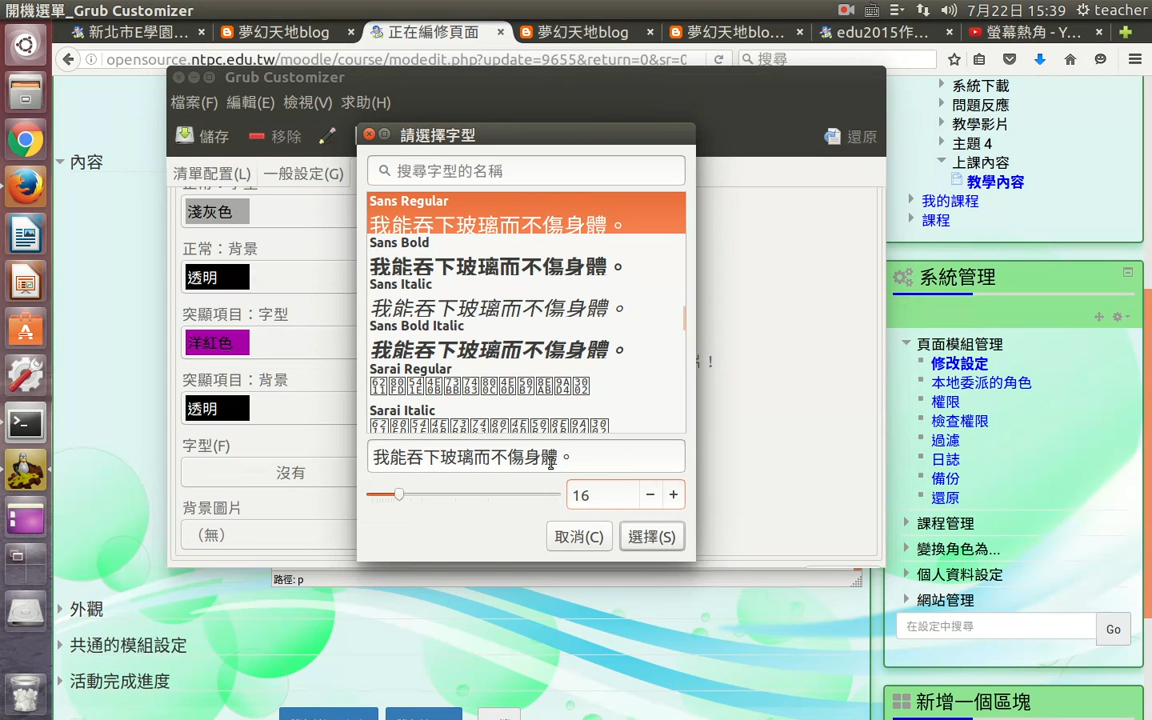 開機選單_Grub Customizer
7月22日 15:39 teacher
新北市E學園...
夢幻天地blog
正在編修頁面
夢幻天地blog
夢幻天地blo...
edu2015作...
螢幕熱角 - Y...
opensource.ntpc.edu.tw/moodle/course/modedit.php?update=9655&return=0&sr=0
搜尋
Grub Customizer
檔案(F) 編輯(E) 檢視(V) 求助(H)
儲存 移除
還原
清單配置(L) 一般設定(G)
淺灰色
正常：背景
透明
突顯項目：字型
洋紅色
突顯項目：背景
透明
字型(F)
沒有
背景圖片
(無)
請選擇字型
搜尋字型的名稱
Sans Regular
我能吞下玻璃而不傷身體。
Sans Bold
我能吞下玻璃而不傷身體。
Sans Italic
我能吞下玻璃而不傷身體。
Sans Bold Italic
我能吞下玻璃而不傷身體。
Sarai Regular
Sarai Italic
我能吞下玻璃而不傷身體。
16
取消(C) 選擇(S)
內容
路徑: p
外觀
共通的模組設定
活動完成進度
系統下載
問題反應
教學影片
主題 4
上課內容
教學內容
我的課程
課程
系統管理
頁面模組管理
修改設定
本地委派的角色
權限
檢查權限
過濾
日誌
備份
還原
課程管理
變換角色為...
個人資料設定
網站管理
在設定中搜尋
Go
新增一個區塊